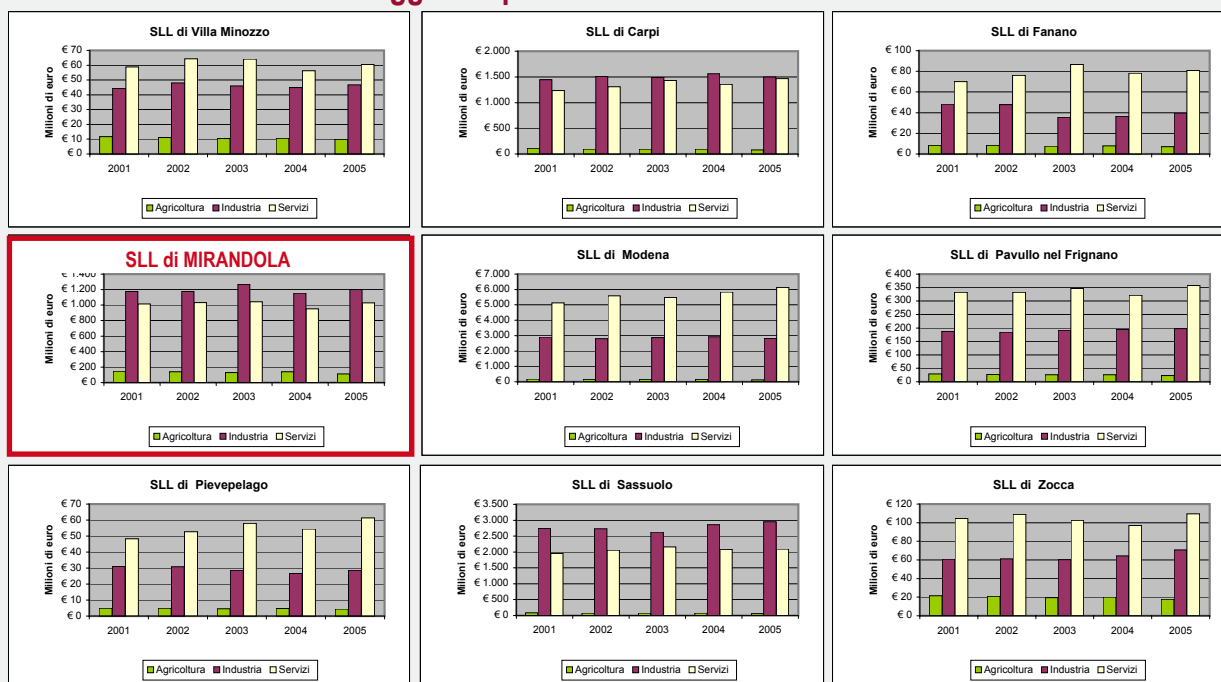 SLL di Villa Minozzo
Milioni di euro
€ 70
€ 60
€ 50
€ 40
€ 30
€ 20
€ 10
€ 0
2001 2002 2003 2004 2005
Agricoltura Industria Servizi
SLL di Carpi
Milioni di euro
€ 2.000
€ 1.500
€ 1.000
€ 500
€ 0
2001 2002 2003 2004 2005
Agricoltura Industria Servizi
SLL di Fanano
Milioni di euro
€ 100
€ 80
€ 60
€ 40
€ 20
€ 0
2001 2002 2003 2004 2005
Agricoltura Industria Servizi
SLL di MIRANDOLA
Milioni di euro
€ 1.400
€ 1.200
€ 1.000
€ 800
€ 600
€ 400
€ 200
€ 0
2001 2002 2003 2004 2005
Agricoltura Industria Servizi
SLL di Modena
Milioni di euro
€ 7.000
€ 6.000
€ 5.000
€ 4.000
€ 3.000
€ 2.000
€ 1.000
€ 0
2001 2002 2003 2004 2005
Agricoltura Industria Servizi
SLL di Pavullo nel Frignano
Milioni di euro
€ 400
€ 350
€ 300
€ 250
€ 200
€ 150
€ 100
€ 50
€ 0
2001 2002 2003 2004 2005
Agricoltura Industria Servizi
SLL di Pievepelago
Milioni di euro
€ 70
€ 60
€ 50
€ 40
€ 30
€ 20
€ 10
€ 0
2001 2002 2003 2004 2005
Agricoltura Industria Servizi
SLL di Sassuolo
Milioni di euro
€ 3.500
€ 3.000
€ 2.500
€ 2.000
€ 1.500
€ 1.000
€ 500
€ 0
2001 2002 2003 2004 2005
Agricoltura Industria Servizi
SLL di Zocca
Milioni di euro
€ 120
€ 100
€ 80
€ 60
€ 40
€ 20
€ 0
2001 2002 2003 2004 2005
Agricoltura Industria Servizi